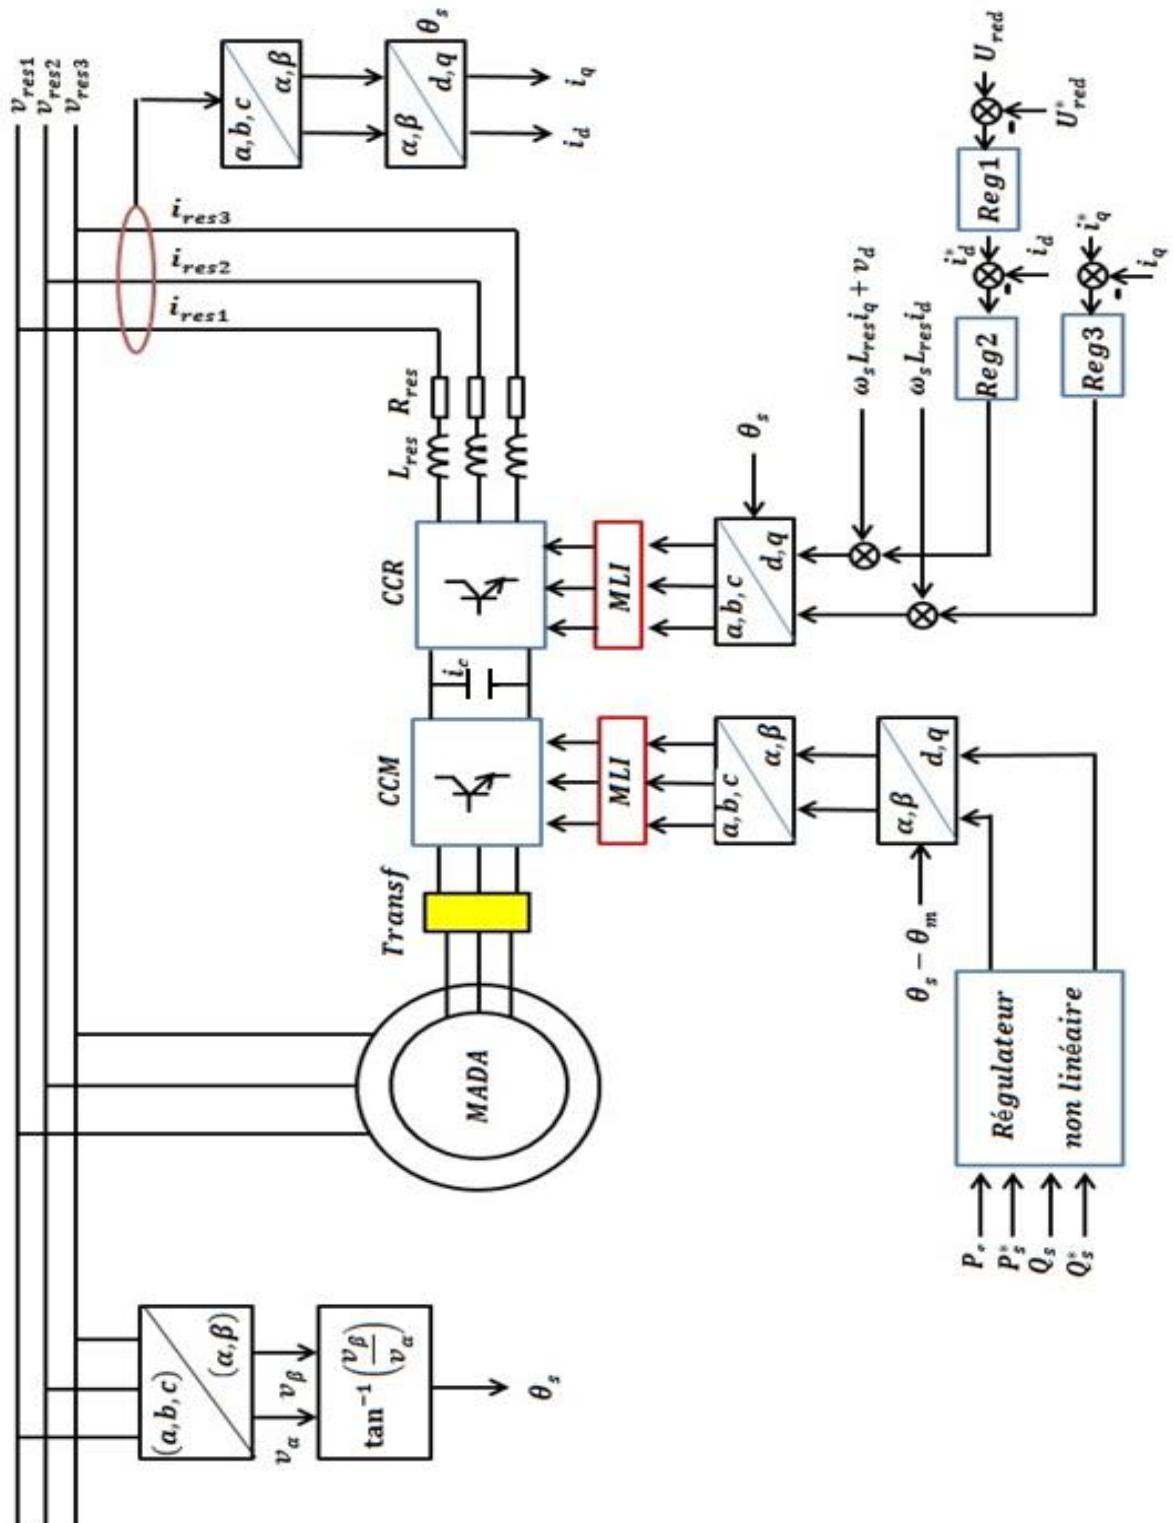 v_res1
v_res2
v_res3
a,b,c
α,β
α,β
d,q
θ_s
i_d
i_q
i_res1
i_res2
i_res3
(a,b,c)
(α,β)
v_α
v_β
tan⁻¹(v_β/v_α)
θ_s
MADA
Transf
CCM
i_c
CCR
L_res
R_res
MLI
MLI
a,b,c
α,β
a,b,c
d,q
θ_s
α,β
d,q
θ_s − θ_m
ω_s L_res i_q + v_d
ω_s L_res i_d
Reg2
i*_d
i_d
-
Reg1
U_red
U*_red
-
Reg3
i*_q
i_q
-
Régulateur
non linéaire
P*_s
Q_s
Q*_s